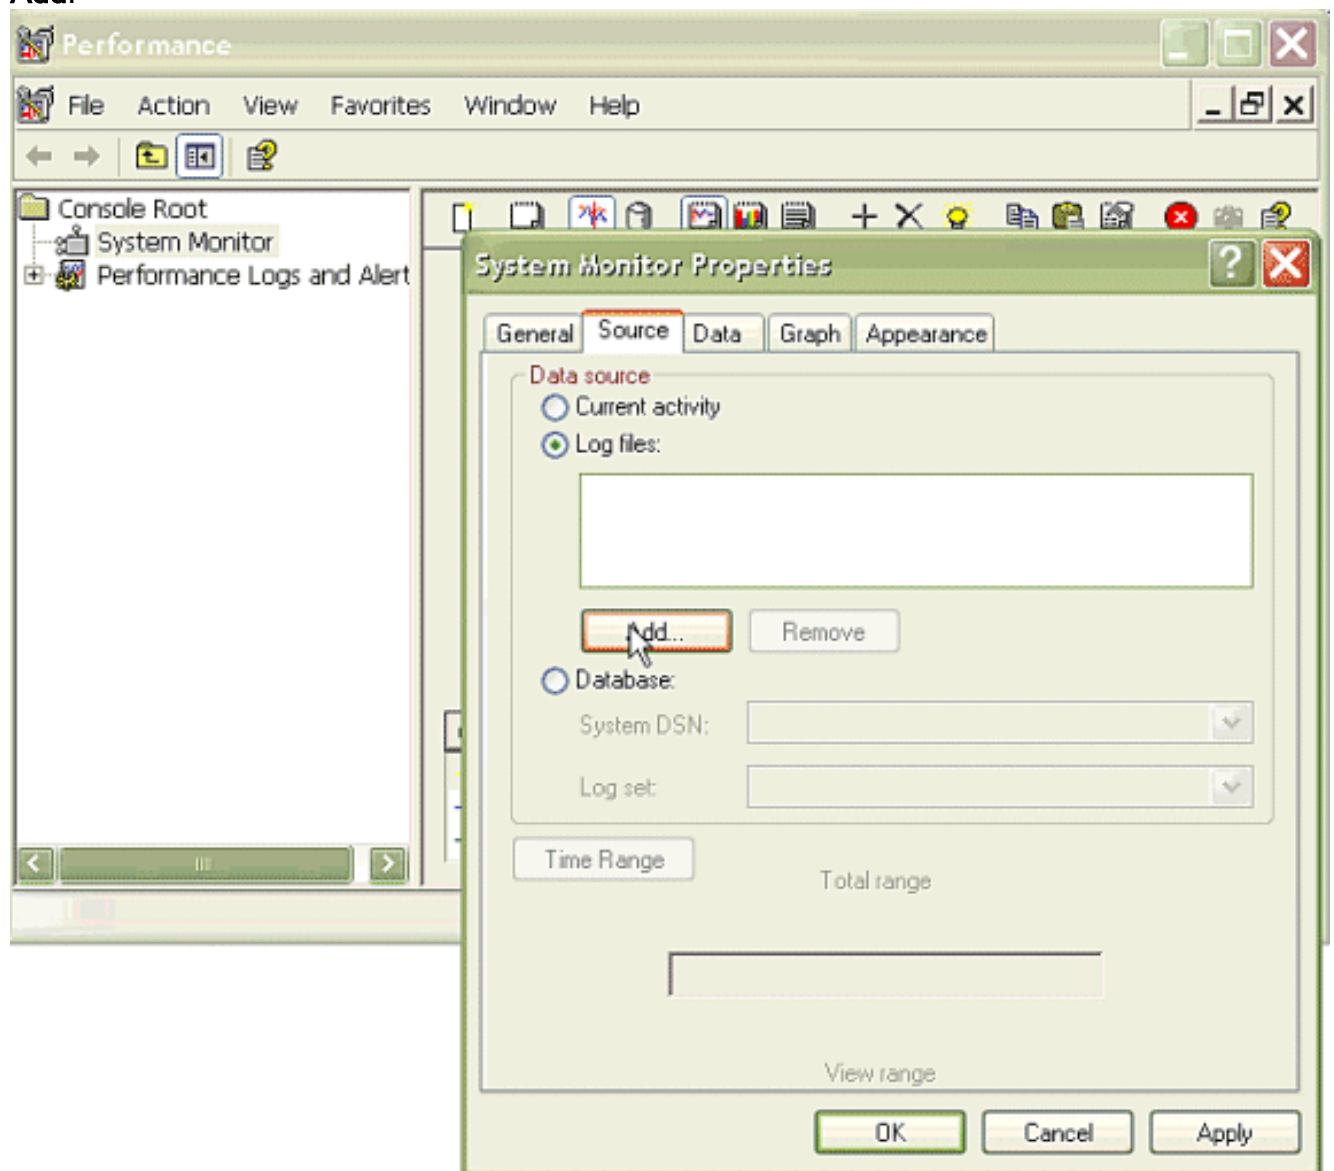 Add.
Performance
File Action View Favorites Window Help
Console Root
System Monitor
Performance Logs and Alert
System Monitor Properties
General Source Data Graph Appearance
Data source
Current activity
Log files:
Add... Remove
Database:
System DSN:
Log set:
Time Range
Total range
View range
OK Cancel Apply